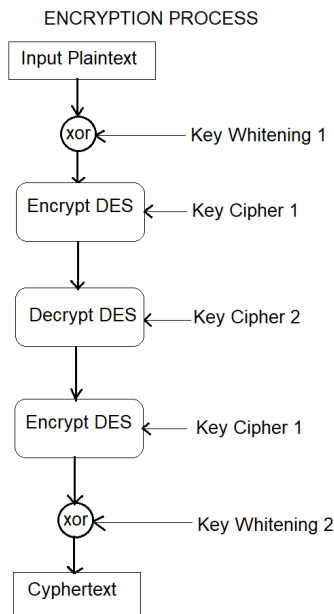 ENCRYPTION PROCESS
Input Plaintext
xor
Key Whitening 1
Encrypt DES
Key Cipher 1
Decrypt DES
Key Cipher 2
Encrypt DES
Key Cipher 1
xor
Key Whitening 2
Cyphertext